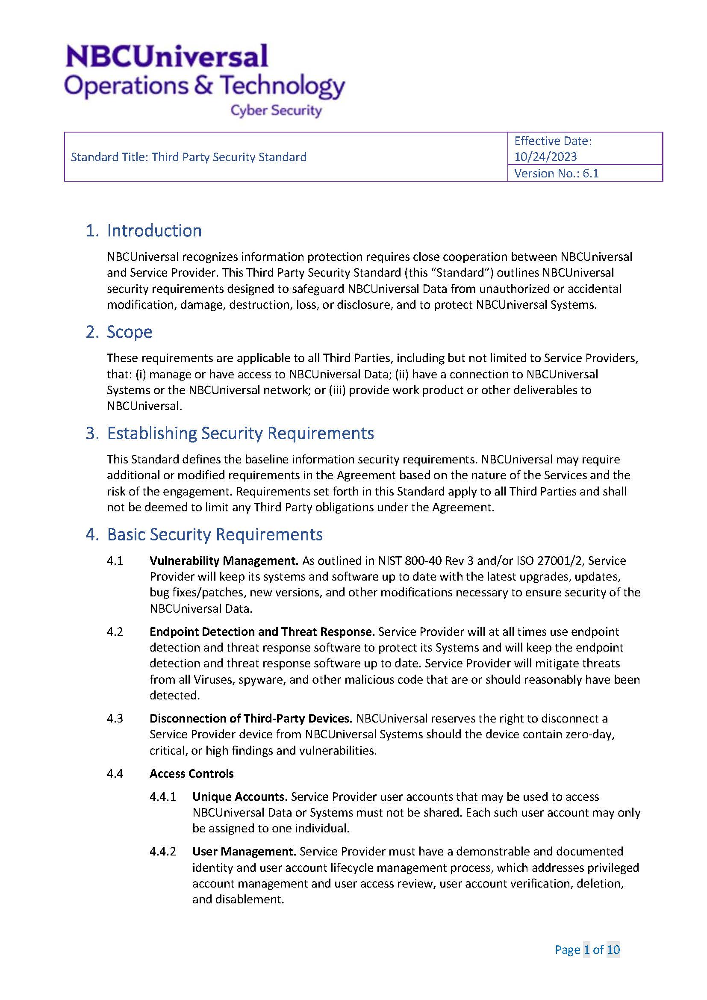 NBCUniversal
Operations & Technology
Cyber Security
Standard Title: Third Party Security Standard
Effective Date:
10/24/2023
Version No.: 6.1
1. Introduction
NBCUniversal recognizes information protection requires close cooperation between NBCUniversal
and Service Provider. This Third Party Security Standard (this “Standard”) outlines NBCUniversal
security requirements designed to safeguard NBCUniversal Data from unauthorized or accidental
modification, damage, destruction, loss, or disclosure, and to protect NBCUniversal Systems.
2. Scope
These requirements are applicable to all Third Parties, including but not limited to Service Providers,
that: (i) manage or have access to NBCUniversal Data; (ii) have a connection to NBCUniversal
Systems or the NBCUniversal network; or (iii) provide work product or other deliverables to
NBCUniversal.
3. Establishing Security Requirements
This Standard defines the baseline information security requirements. NBCUniversal may require
additional or modified requirements in the Agreement based on the nature of the Services and the
risk of the engagement. Requirements set forth in this Standard apply to all Third Parties and shall
not be deemed to limit any Third Party obligations under the Agreement.
4. Basic Security Requirements
4.1 Vulnerability Management. As outlined in NIST 800-40 Rev 3 and/or ISO 27001/2, Service
Provider will keep its systems and software up to date with the latest upgrades, updates,
bug fixes/patches, new versions, and other modifications necessary to ensure security of the
NBCUniversal Data.
4.2 Endpoint Detection and Threat Response. Service Provider will at all times use endpoint
detection and threat response software to protect its Systems and will keep the endpoint
detection and threat response software up to date. Service Provider will mitigate threats
from all Viruses, spyware, and other malicious code that are or should reasonably have been
detected.
4.3 Disconnection of Third-Party Devices. NBCUniversal reserves the right to disconnect a
Service Provider device from NBCUniversal Systems should the device contain zero-day,
critical, or high findings and vulnerabilities.
4.4 Access Controls
4.4.1 Unique Accounts. Service Provider user accounts that may be used to access
NBCUniversal Data or Systems must not be shared. Each such user account may only
be assigned to one individual.
4.4.2 User Management. Service Provider must have a demonstrable and documented
identity and user account lifecycle management process, which addresses privileged
account management and user access review, user account verification, deletion,
and disablement.
Page 1 of 10